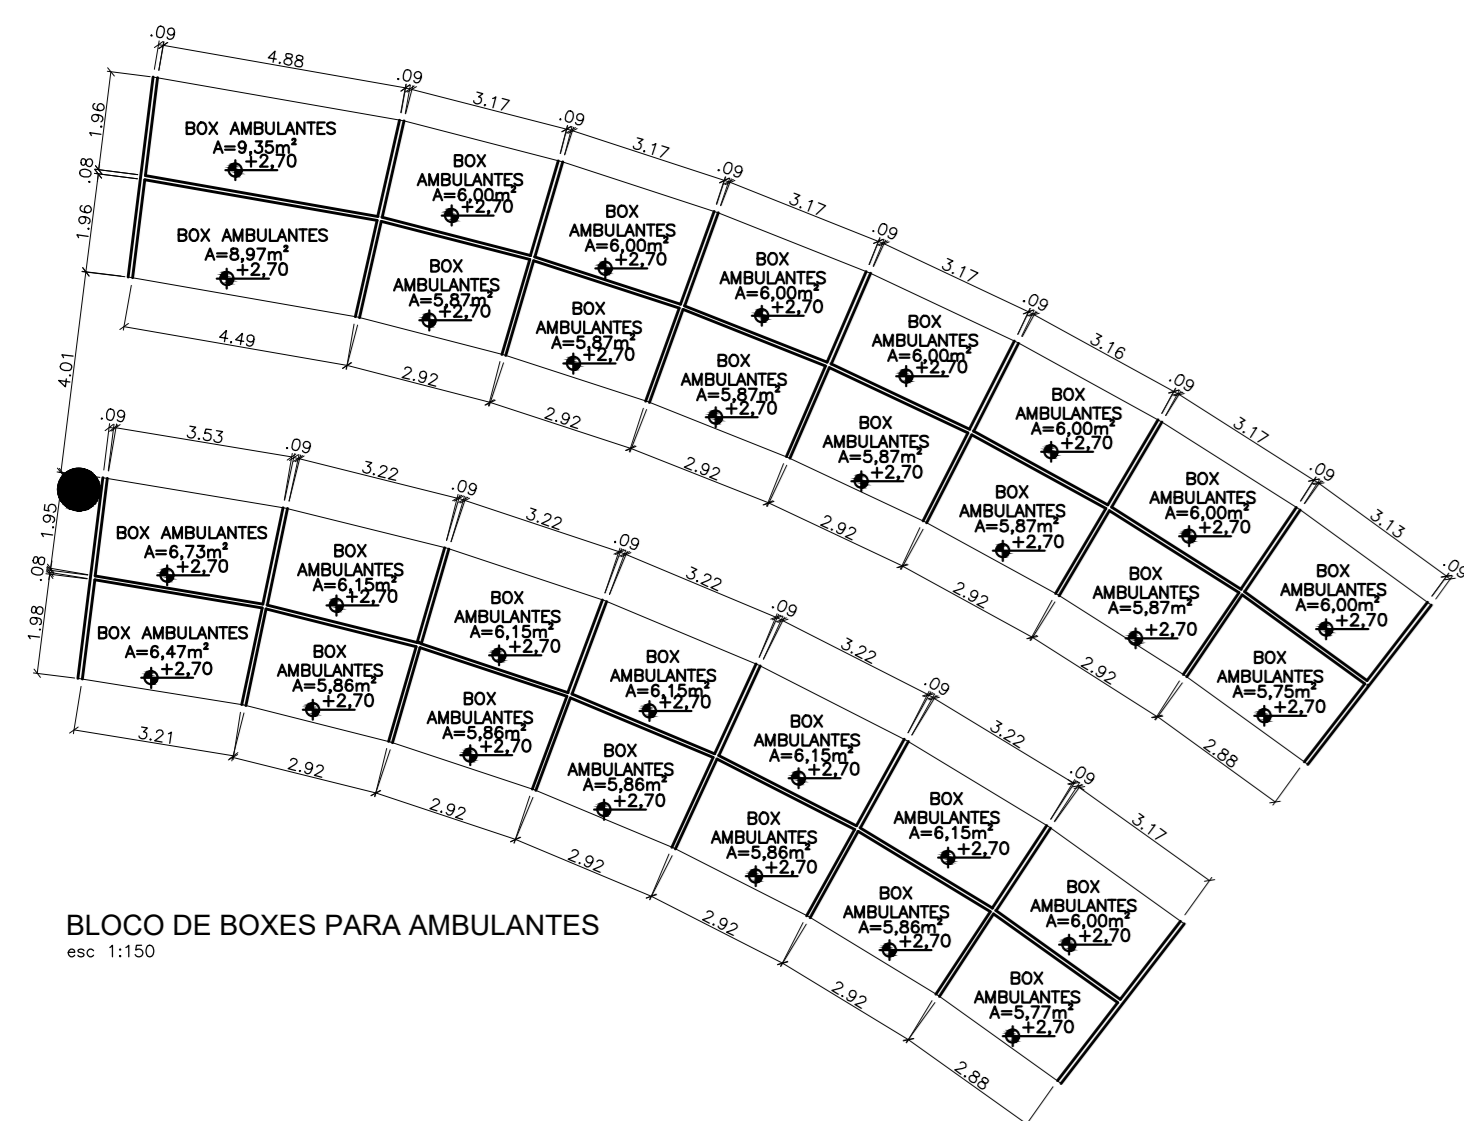 .09
4.88
.09
3.17
.09
3.17
.09
3.17
.09
3.17
.09
3.16
.09
3.17
.09
3.13
.09
1.96
.08
1.96
4.01
BOX AMBULANTES
A=9,35m²
+2,70
BOX
AMBULANTES
A=6,00m²
+2,70
BOX
AMBULANTES
A=6,00m²
+2,70
BOX
AMBULANTES
A=6,00m²
+2,70
BOX
AMBULANTES
A=6,00m²
+2,70
BOX
AMBULANTES
A=6,00m²
+2,70
BOX
AMBULANTES
A=6,00m²
+2,70
BOX
AMBULANTES
A=6,00m²
+2,70
BOX AMBULANTES
A=8,97m²
+2,70
BOX
AMBULANTES
A=5,87m²
+2,70
BOX
AMBULANTES
A=5,87m²
+2,70
BOX
AMBULANTES
A=5,87m²
+2,70
BOX
AMBULANTES
A=5,87m²
+2,70
BOX
AMBULANTES
A=5,87m²
+2,70
BOX
AMBULANTES
A=5,87m²
+2,70
BOX
AMBULANTES
A=5,75m²
+2,70
4.49
2.92
2.92
2.92
2.92
2.92
2.92
2.88
.09
3.53
.09
3.22
.09
3.22
.09
3.22
.09
3.22
.09
3.22
.09
3.17
1.95
.08
1.98
BOX AMBULANTES
A=6,73m²
+2,70
BOX
AMBULANTES
A=6,15m²
+2,70
BOX
AMBULANTES
A=6,15m²
+2,70
BOX
AMBULANTES
A=6,15m²
+2,70
BOX
AMBULANTES
A=6,15m²
+2,70
BOX
AMBULANTES
A=6,15m²
+2,70
BOX
AMBULANTES
A=6,00m²
+2,70
BOX AMBULANTES
A=6,47m²
+2,70
BOX
AMBULANTES
A=5,86m²
+2,70
BOX
AMBULANTES
A=5,86m²
+2,70
BOX
AMBULANTES
A=5,86m²
+2,70
BOX
AMBULANTES
A=5,86m²
+2,70
BOX
AMBULANTES
A=5,86m²
+2,70
BOX
AMBULANTES
A=5,77m²
+2,70
3.21
2.92
2.92
2.92
2.92
2.92
2.88
BLOCO DE BOXES PARA AMBULANTES
esc 1:150